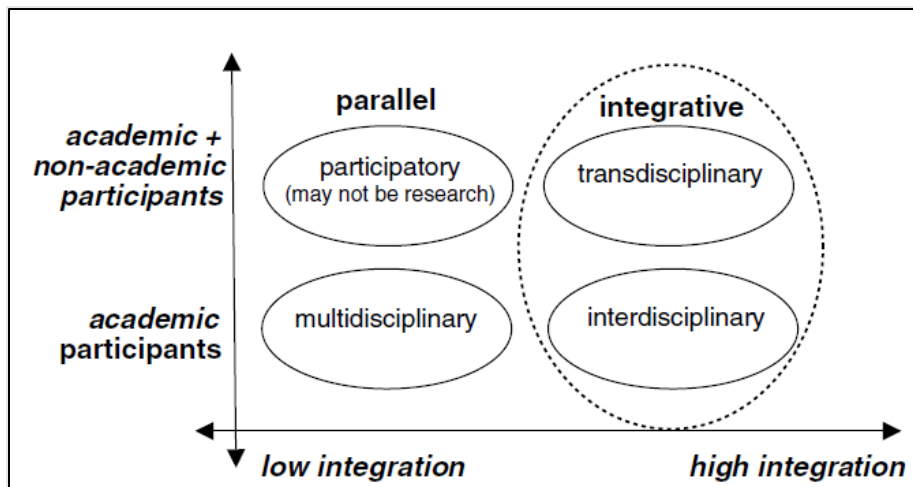 parallel
integrative
academic +
non-academic
participants
participatory
(may not be research)
transdisciplinary
academic
participants
multidisciplinary
interdisciplinary
low integration
high integration